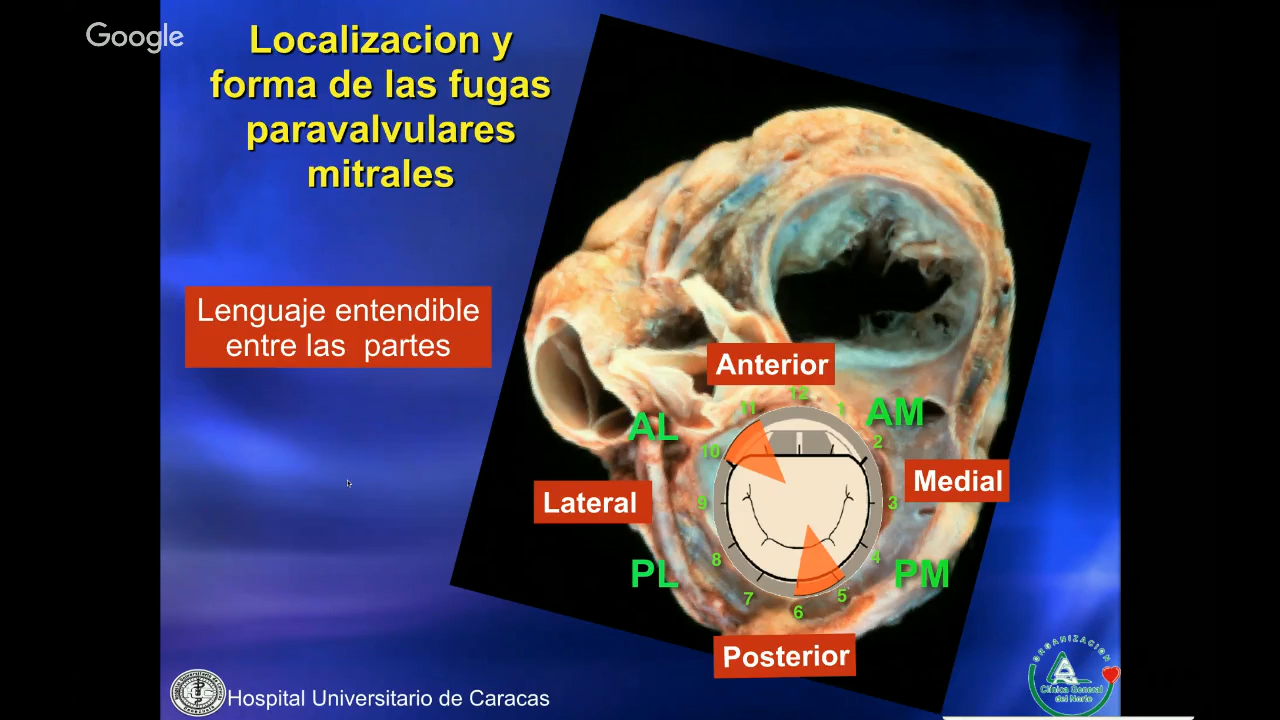 Google
Localizacion y
forma de las fugas
paravalvulares
mitrales
Lenguaje entendible
entre las partes
Anterior
12
11
1
AL
AM
10
2
Lateral
9
3
Medial
8
4
PL
PM
7
5
6
Posterior
Hospital Universitario de Caracas
ORGANIZACION
Clínica General
del Norte